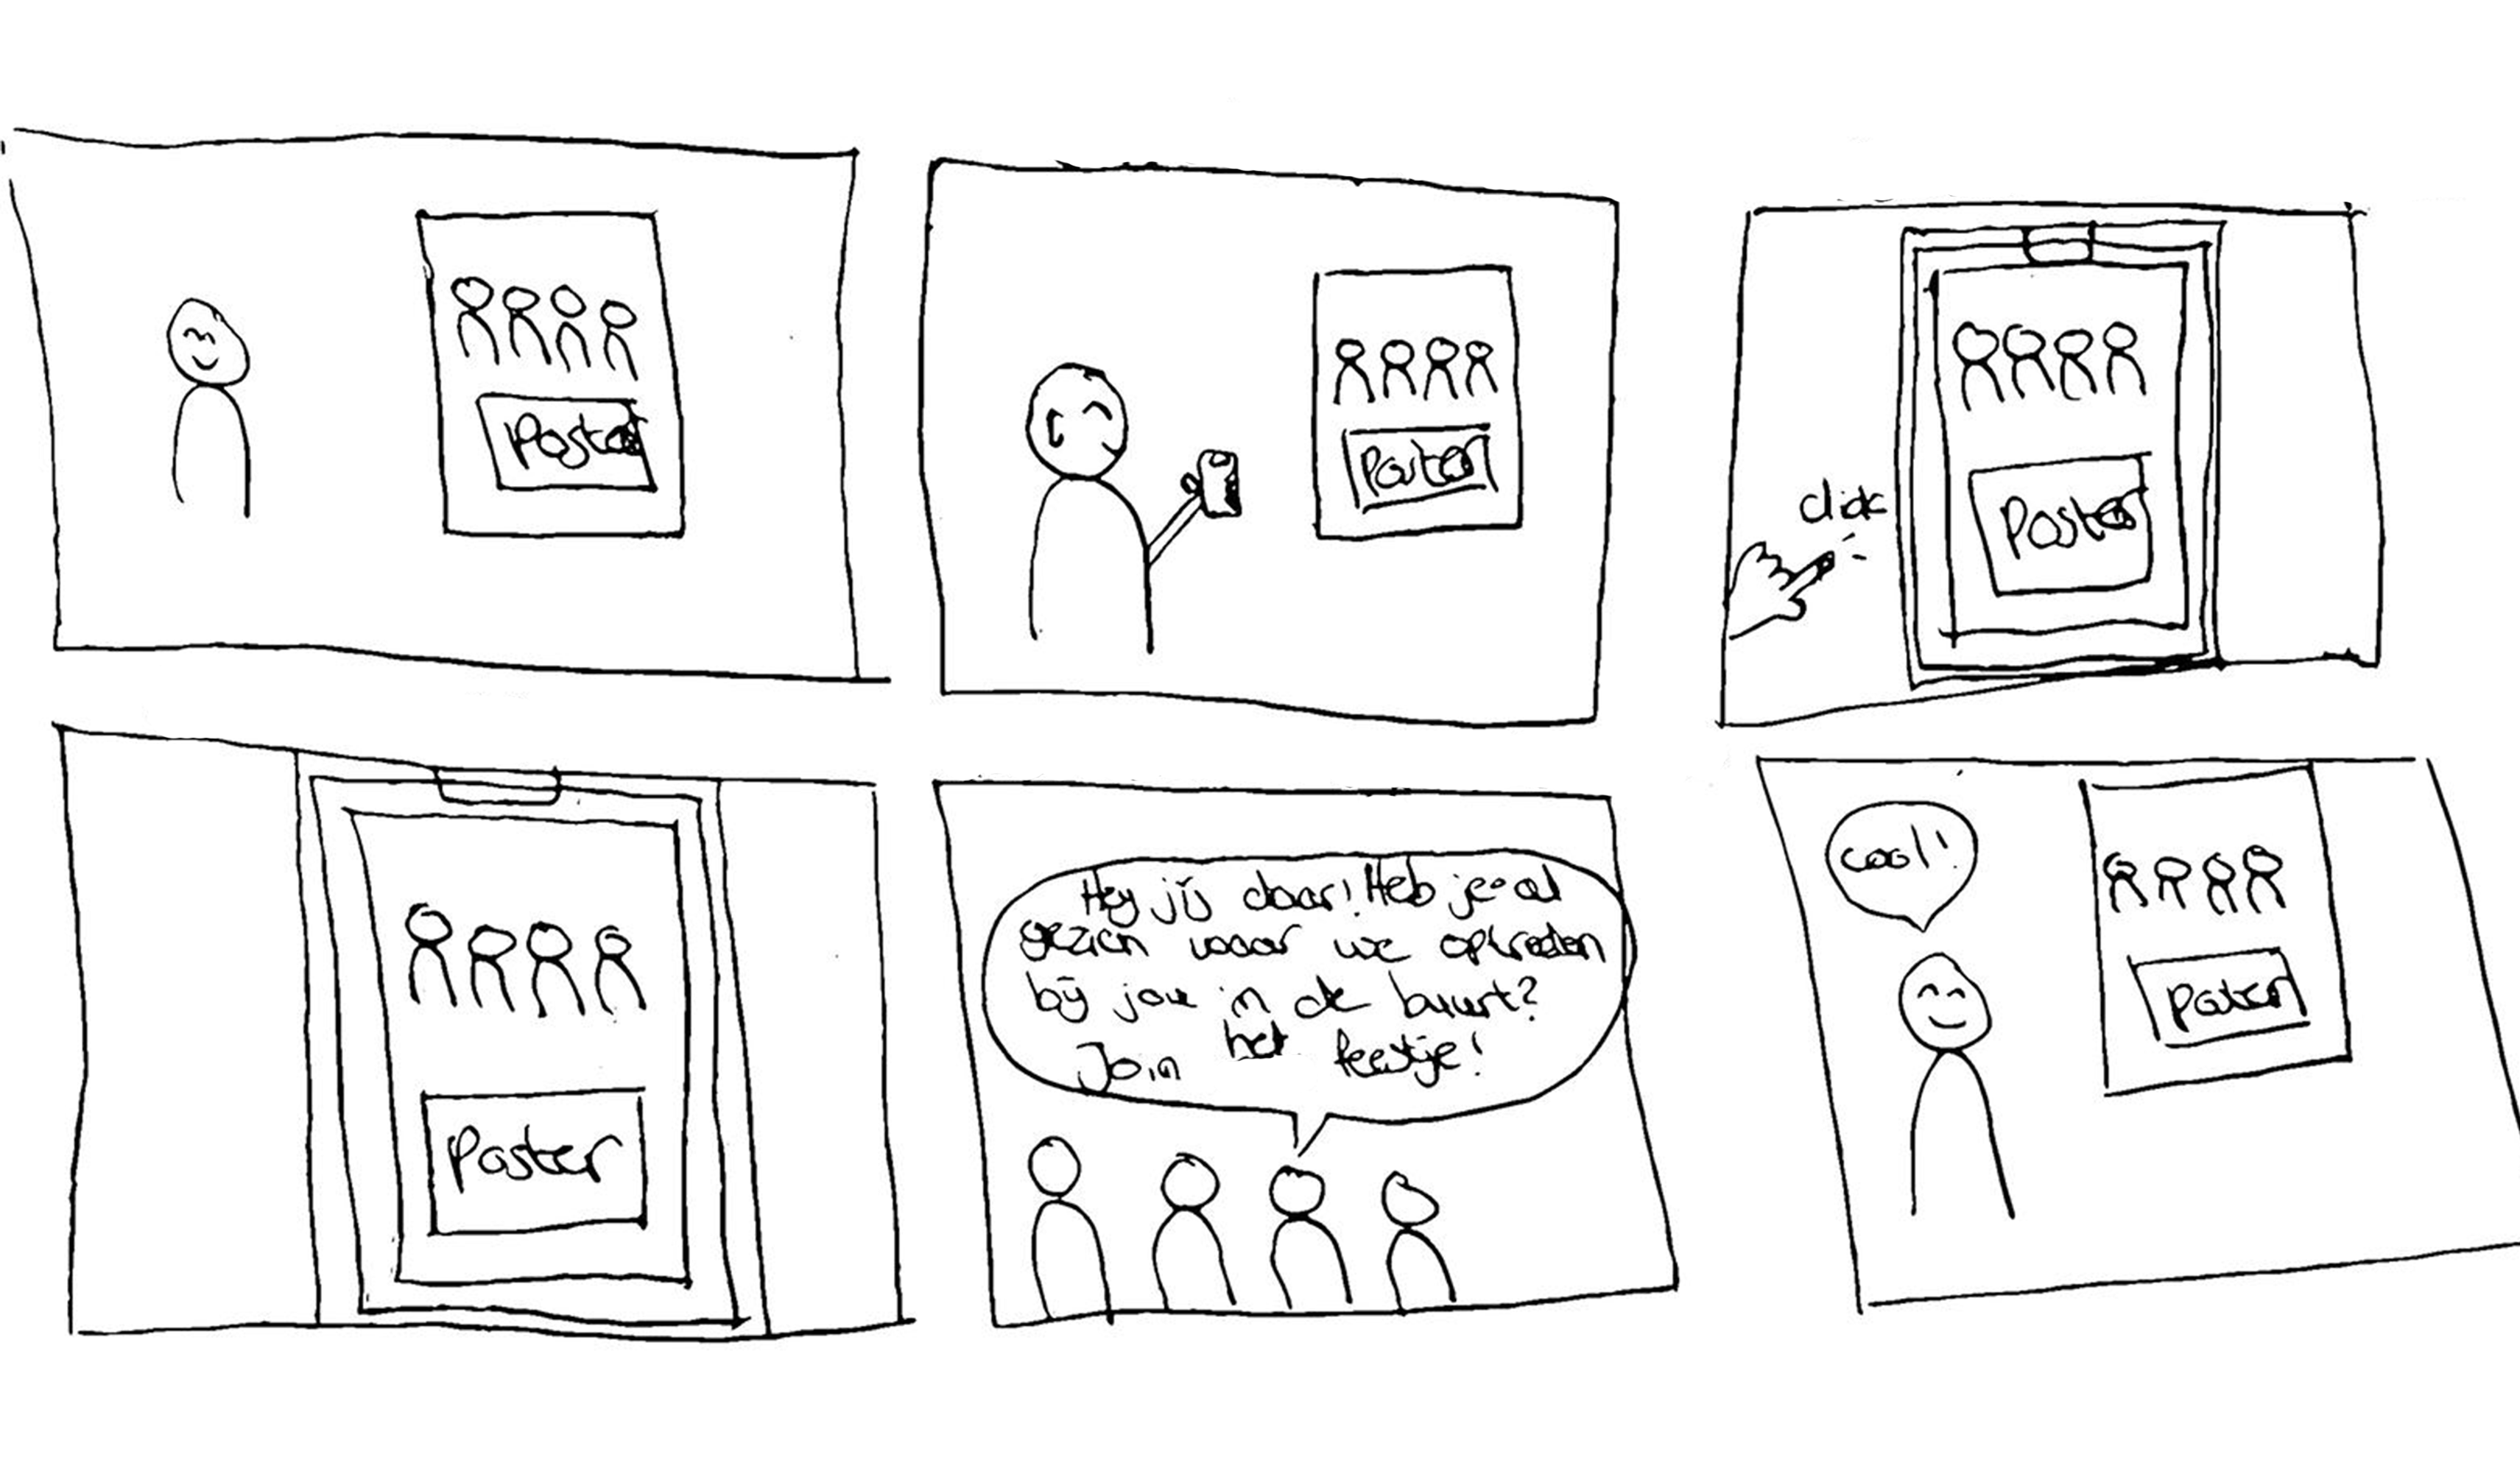 Poster
Poster
click
Poster
Poster
Hey jij daar! Heb je al
gezien waar we optreden
bij jou in de buurt?
Join het feestje!
cool!
Poster